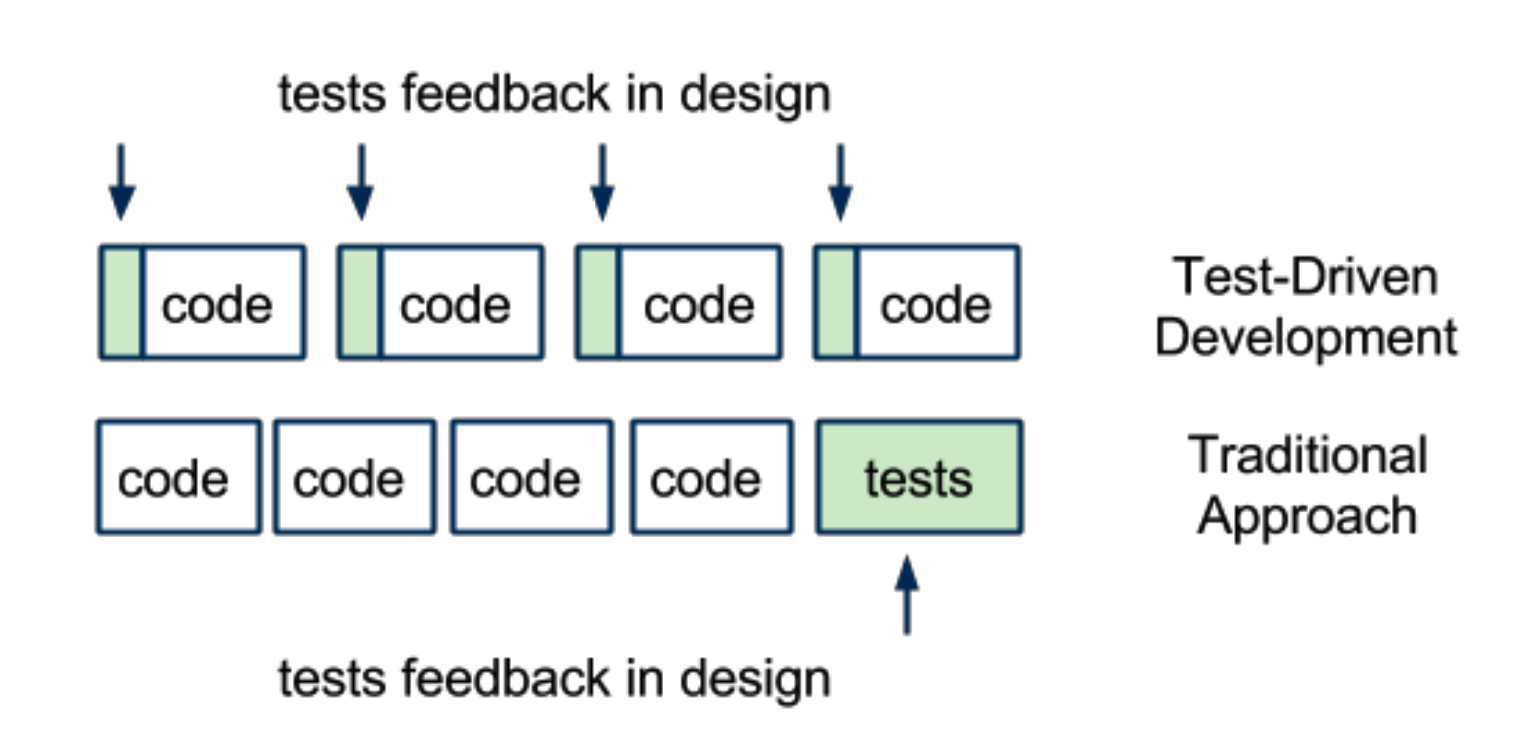 tests feedback in design
code
code
code
code
Test-Driven
Development
code
code
code
code
tests
Traditional
Approach
tests feedback in design